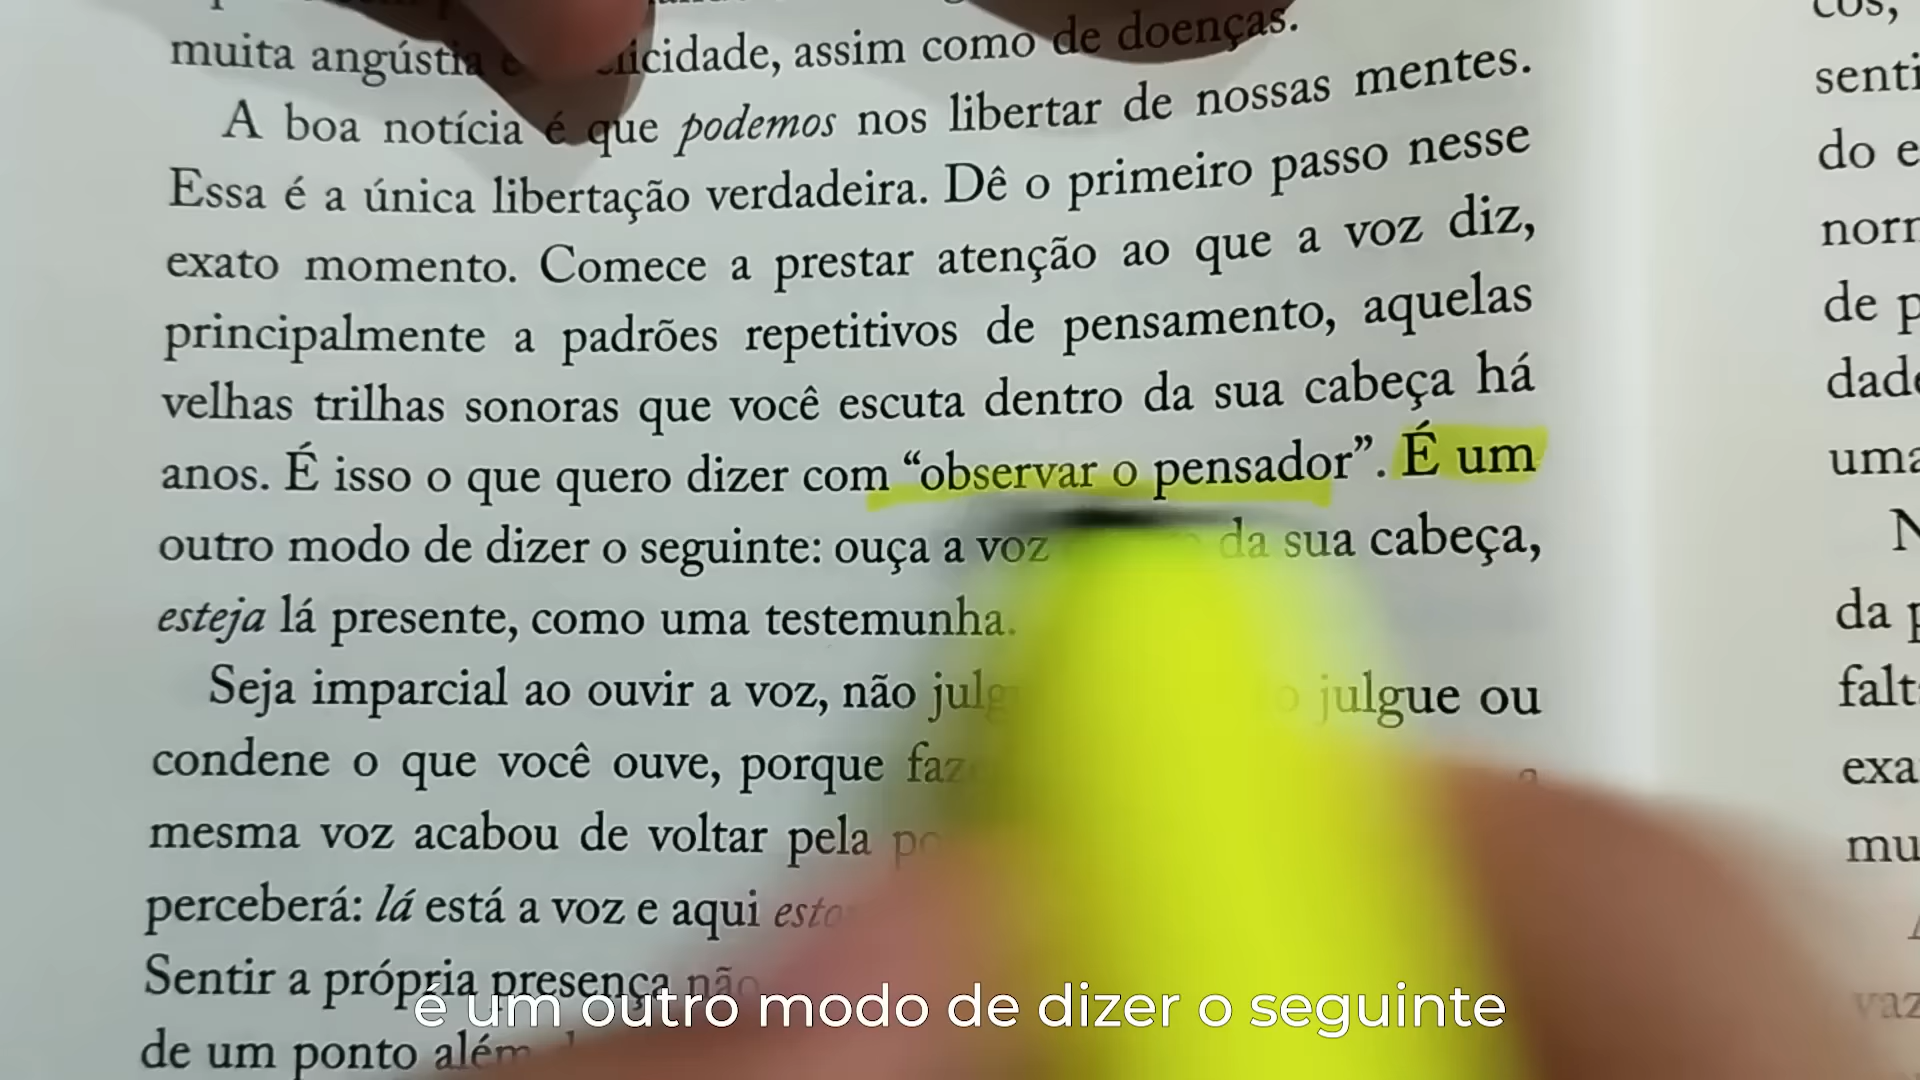 muita angústia e licidade, assim como de doenças.
A boa notícia é que podemos nos libertar de nossas mentes.
Essa é a única libertação verdadeira. Dê o primeiro passo nesse
exato momento. Comece a prestar atenção ao que a voz diz,
principalmente a padrões repetitivos de pensamento, aquelas
velhas trilhas sonoras que você escuta dentro da sua cabeça há
anos. É isso o que quero dizer com “observar o pensador”. É um
outro modo de dizer o seguinte: ouça a voz da sua cabeça,
esteja lá presente, como uma testemunha.
Seja imparcial ao ouvir a voz, não julgue ou
condene o que você ouve, porque
mesma voz acabou de voltar pela
perceberá: lá está a voz e aqui
Sentir a própria presença não
de um ponto além
é um outro modo de dizer o seguinte
cos,
senti
do e
norr
de p
dade
uma
N
da p
falt
exa
mu
vaz